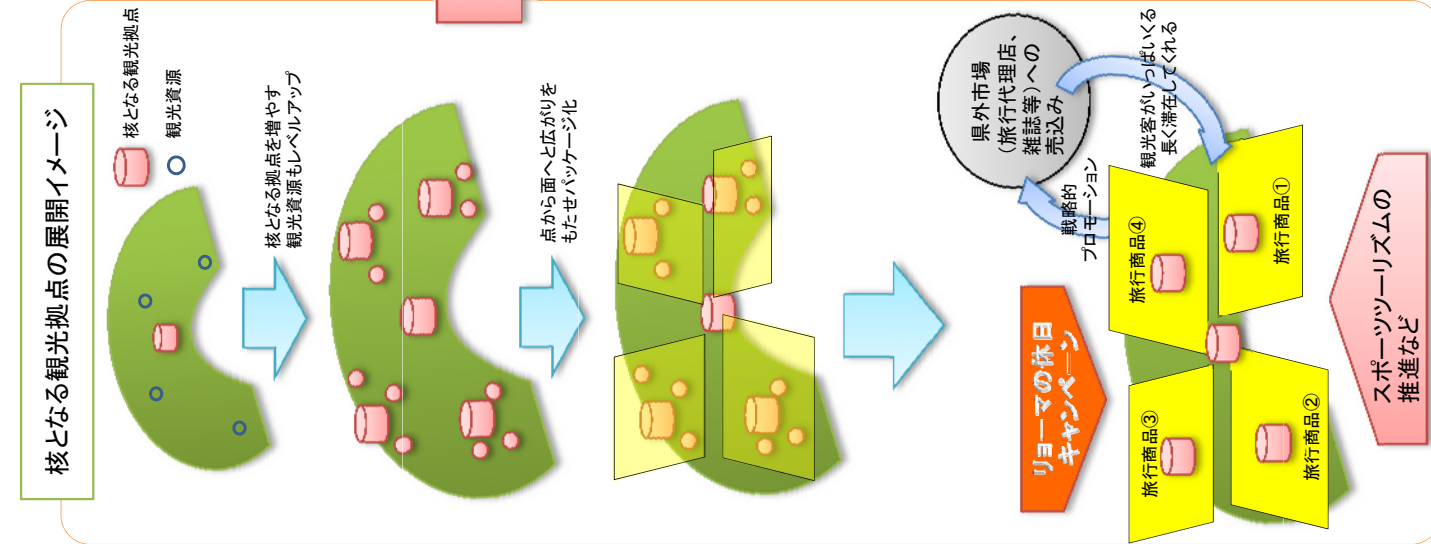 核となる観光拠点の展開イメージ
核となる観光拠点
観光資源
核となる拠点を増やす
観光資源もレベルアップ
点から面へと広がりを
もたせパッケージ化
県外市場
（旅行代理店、
雑誌等）への
売込み
戦略的
プロモーション
観光客がいっぱいくる
長く滞在してくれる
リョーマの休日
キャンペーン
旅行商品③
旅行商品④
旅行商品②
旅行商品①
スポーツツーリズムの
推進など